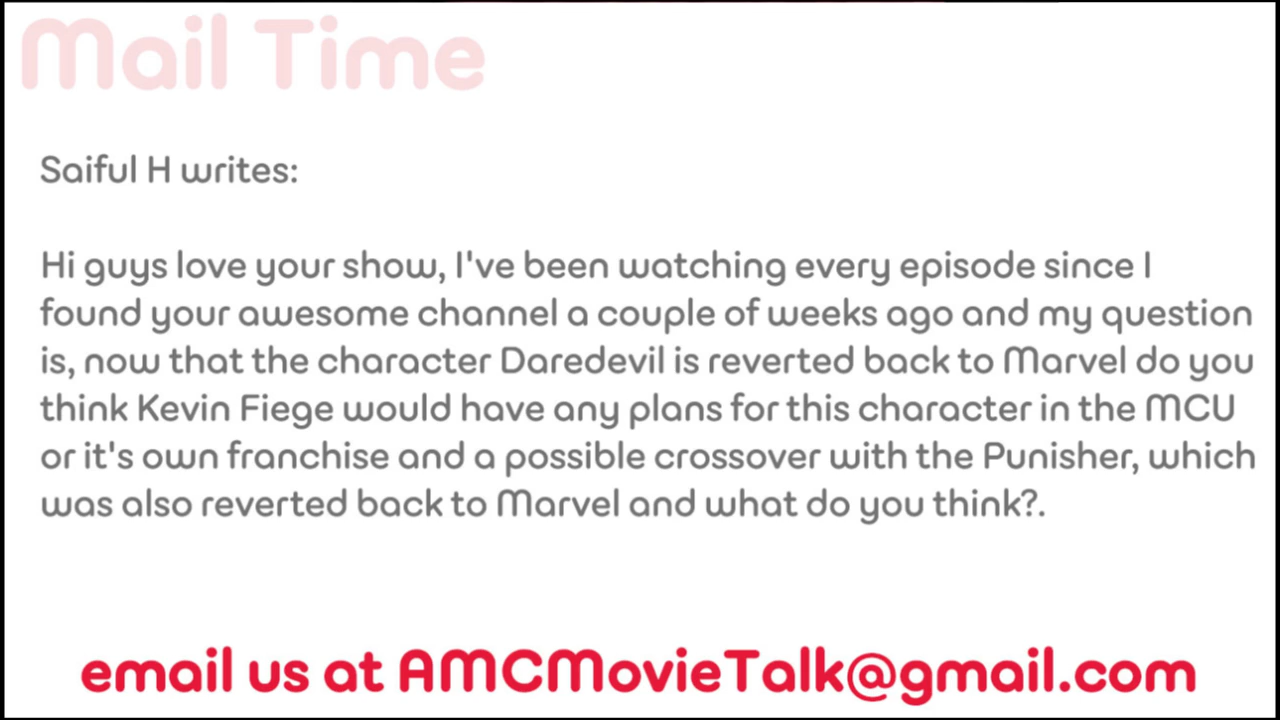 Mail Time
Saiful H writes:
Hi guys love your show, I've been watching every episode since I
found your awesome channel a couple of weeks ago and my question
is, now that the character Daredevil is reverted back to Marvel do you
think Kevin Fiege would have any plans for this character in the MCU
or it's own franchise and a possible crossover with the Punisher, which
was also reverted back to Marvel and what do you think?.
email us at AMCMovieTalk@gmail.com